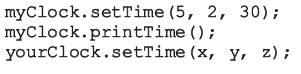 myClock.setTime(5, 2, 30);
myClock.printTime();
yourClock.setTime(x, y, z);